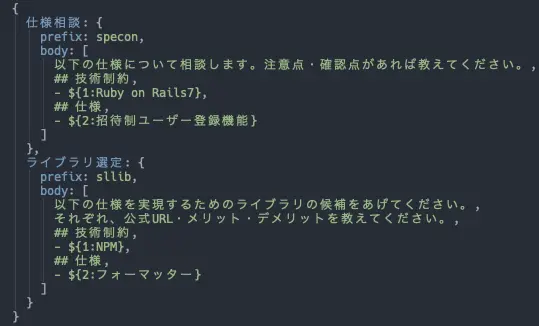 {
仕様相談: {
prefix: specon,
body: [
以下の仕様について相談します。注意点・確認点があれば教えてください。,
## 技術制約,
- ${1:Ruby on Rails7},
## 仕様,
- ${2:招待制ユーザー登録機能}
]
},
ライブラリ選定: {
prefix: sllib,
body: [
以下の仕様を実現するためのライブラリの候補をあげてください。,
それぞれ、公式URL・メリット・デメリットを教えてください。,
## 技術制約,
- ${1:NPM},
## 仕様,
- ${2:フォーマッター}
]
}
}